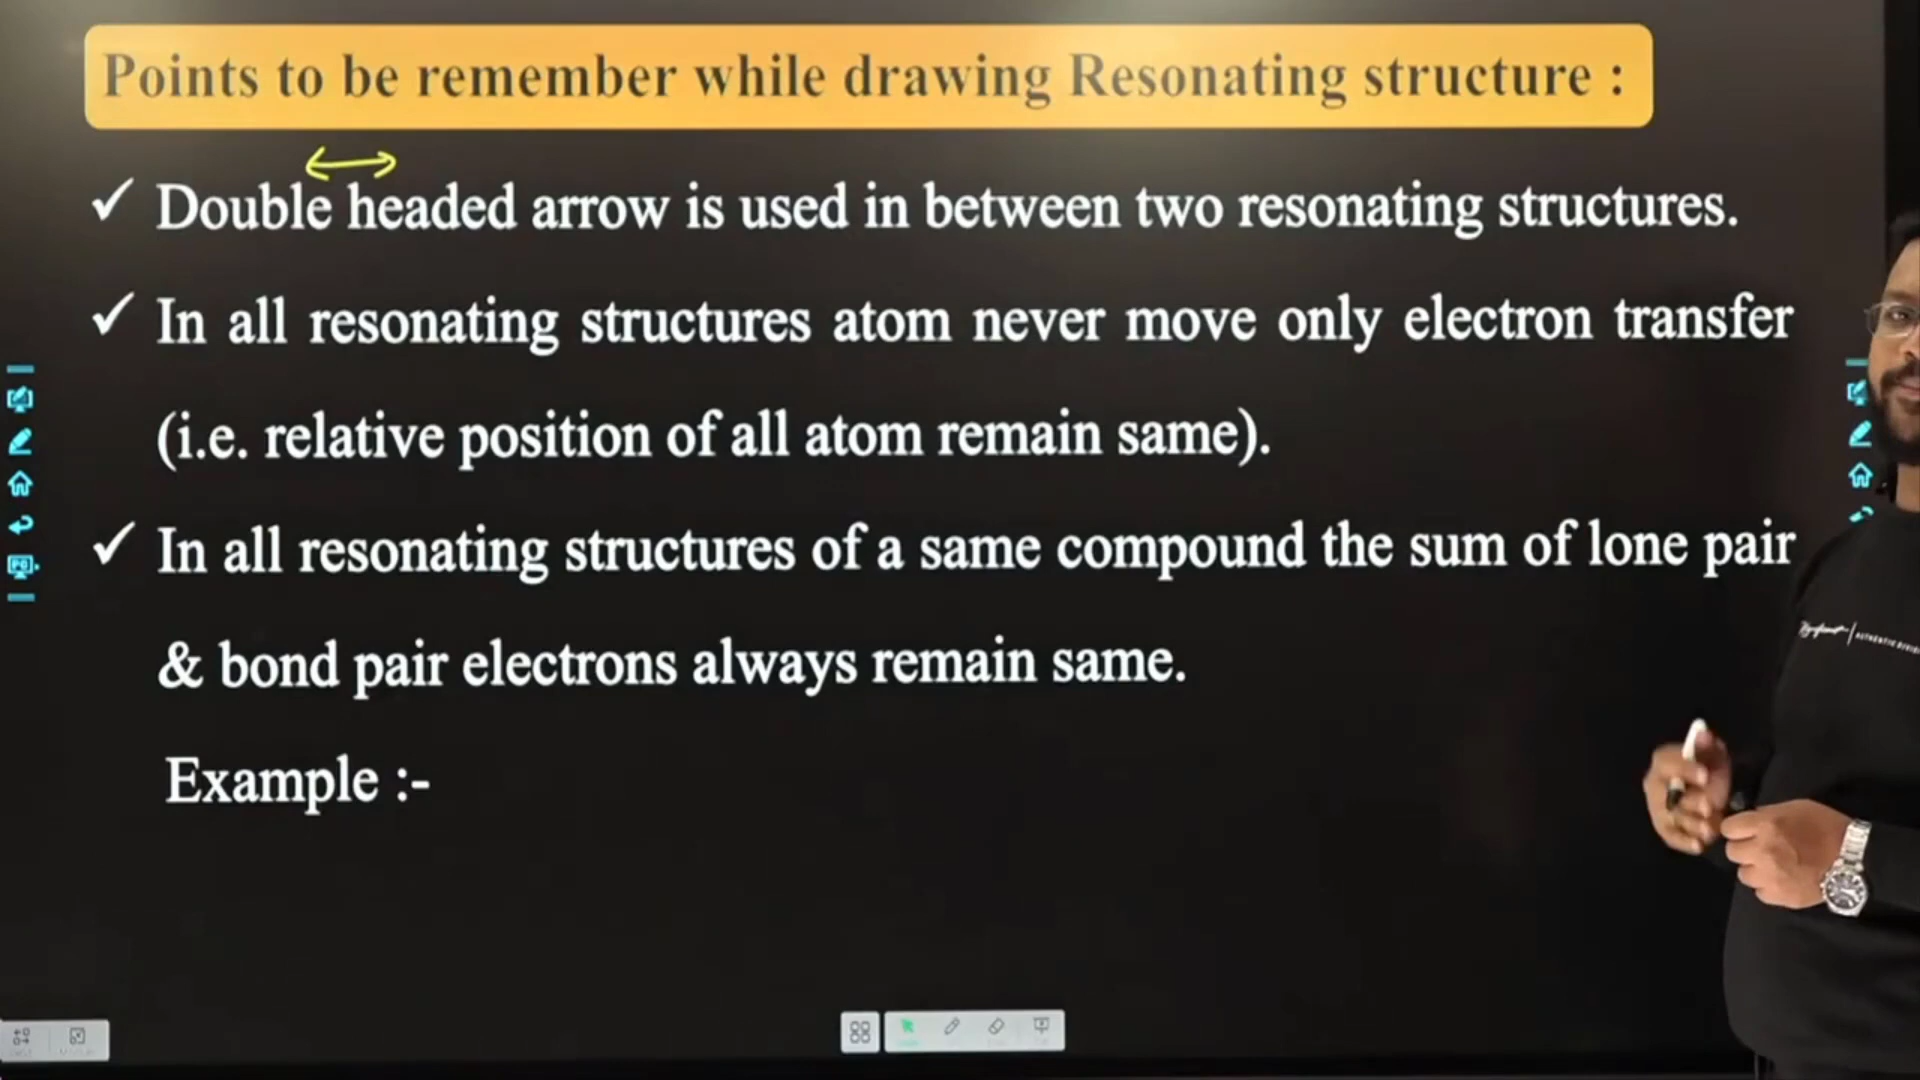 Points to be remember while drawing Resonating structure :
✓ Double headed arrow is used in between two resonating structures.
✓ In all resonating structures atom never move only electron transfer
(i.e. relative position of all atom remain same).
✓ In all resonating structures of a same compound the sum of lone pair
& bond pair electrons always remain same.
Example :-